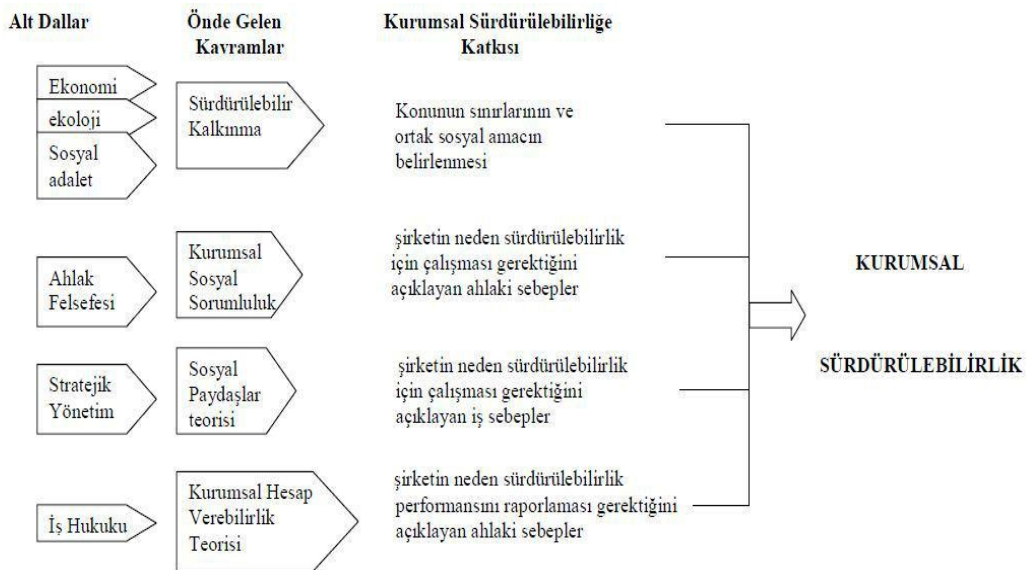 Alt Dallar
Önde Gelen
Kavramlar
Kurumsal Sürdürülebilirliğe
Katkısı
Ekonomi
ekoloji
Sosyal
adalet
Sürdürülebilir
Kalkınma
Konunun sınırlarının ve
ortak sosyal amacın
belirlenmesi
Ahlak
Felsefesi
Kurumsal
Sosyal
Sorumluluk
şirketin neden sürdürülebilirlik
için çalışması gerektiğini
açıklayan ahlaki sebepler
Stratejik
Yönetim
Sosyal
Paydaşlar
teorisi
şirketin neden sürdürülebilirlik
için çalışması gerektiğini
açıklayan iş sebepler
İş Hukuku
Kurumsal Hesap
Verebilirlik
Teorisi
şirketin neden sürdürülebilirlik
performansını raporlaması gerektiğini
açıklayan ahlaki sebepler
KURUMSAL
SÜRDÜRÜLEBİLİRLİK